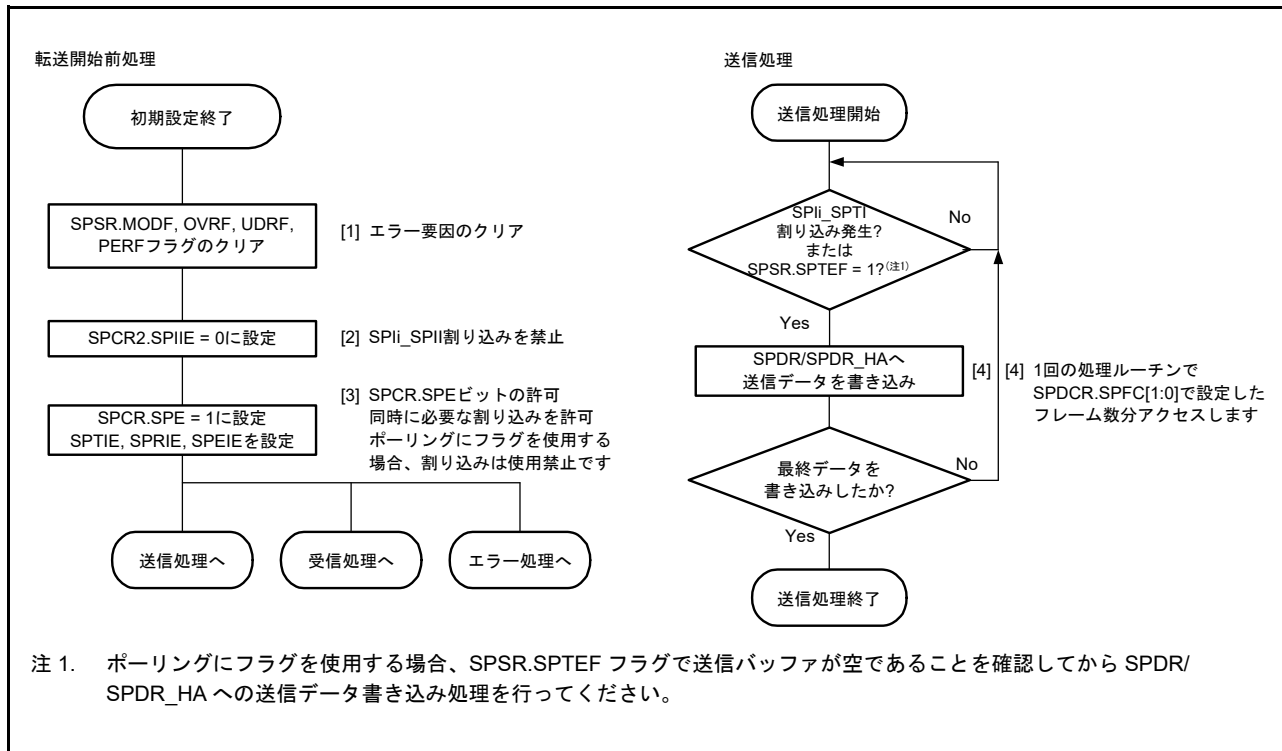 転送開始前処理
初期設定終了
SPSR.MODF, OVRF, UDRF,
PERFフラグのクリア
[1] エラー要因のクリア
SPCR2.SPIIE = 0に設定
[2] SPIi_SPII割り込みを禁止
SPCR.SPE = 1に設定
SPTIE, SPRIE, SPEIEを設定
[3] SPCR.SPEビットの許可
同時に必要な割り込みを許可
ポーリングにフラグを使用する
場合、割り込みは使用禁止です
送信処理へ
受信処理へ
エラー処理へ
送信処理
送信処理開始
SPIi_SPTI
割り込み発生?
または
SPSR.SPTEF = 1?(注1)
No
Yes
SPDR/SPDR_HAへ
送信データを書き込み
[4]
[4] 1回の処理ルーチンで
SPDCR.SPFC[1:0]で設定した
フレーム数分アクセスします
最終データを
書き込みしたか?
No
Yes
送信処理終了
注 1. ポーリングにフラグを使用する場合、SPSR.SPTEF フラグで送信バッファが空であることを確認してから SPDR/
SPDR_HA への送信データ書き込み処理を行ってください。